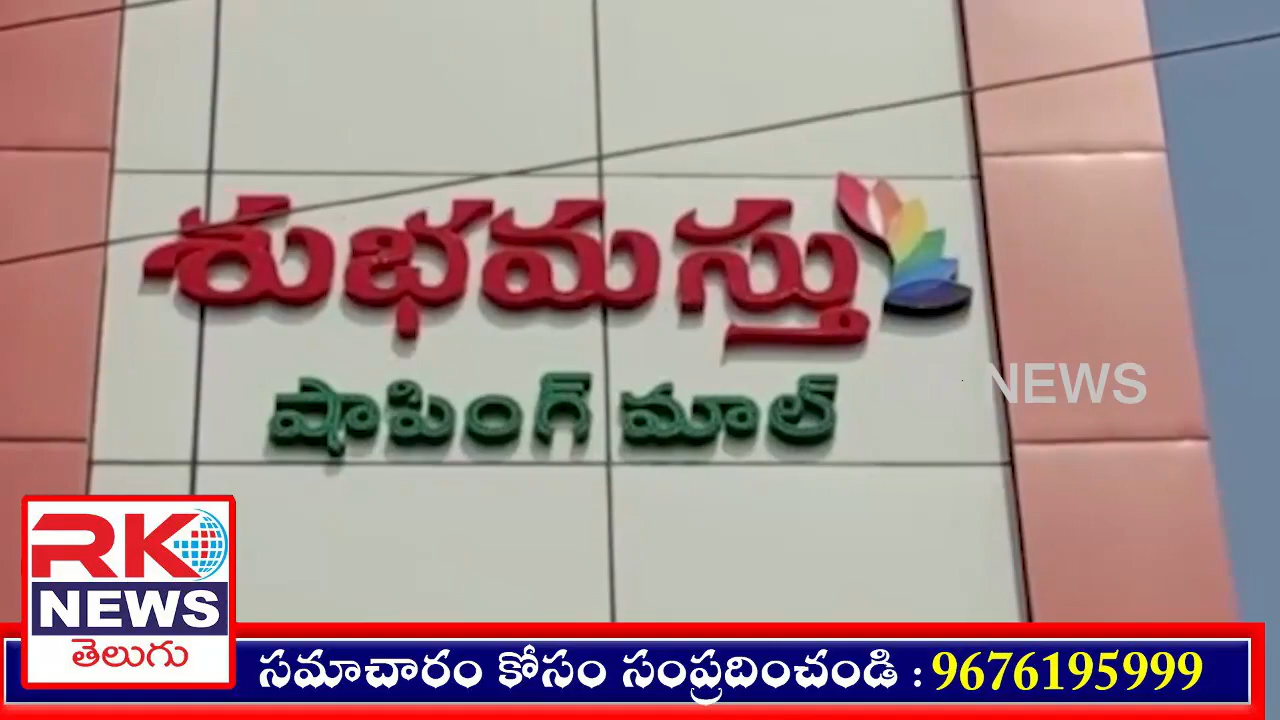 శుభమస్తు
షాపింగ్ మాల్
NEWS
RK
NEWS
తెలుగు
సమాచారం కోసం సంప్రదించండి : 9676195999